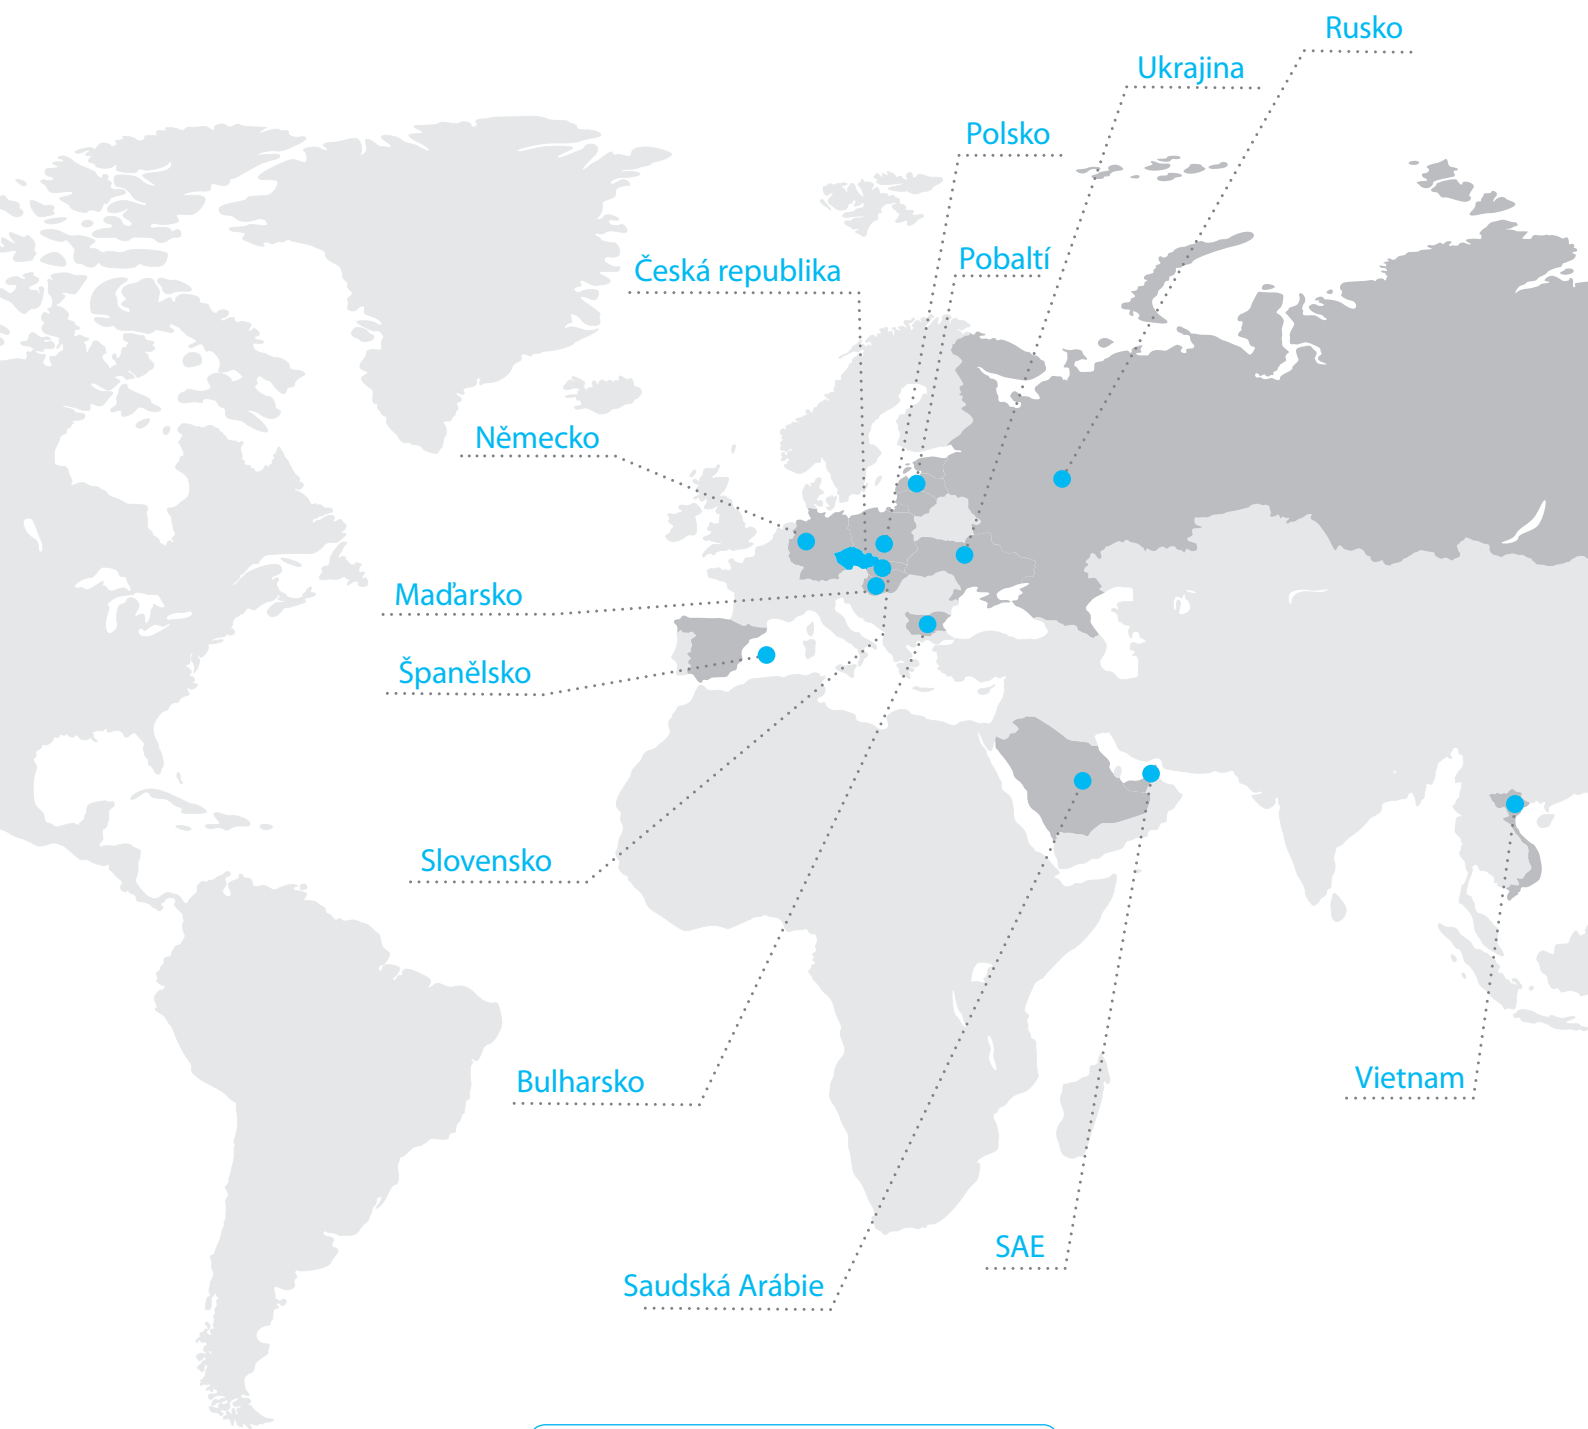 Rusko
Ukrajina
Polsko
Pobaltí
Česká republika
Německo
Maďarsko
Španělsko
Slovensko
Bulharsko
Vietnam
SAE
Saudská Arábie